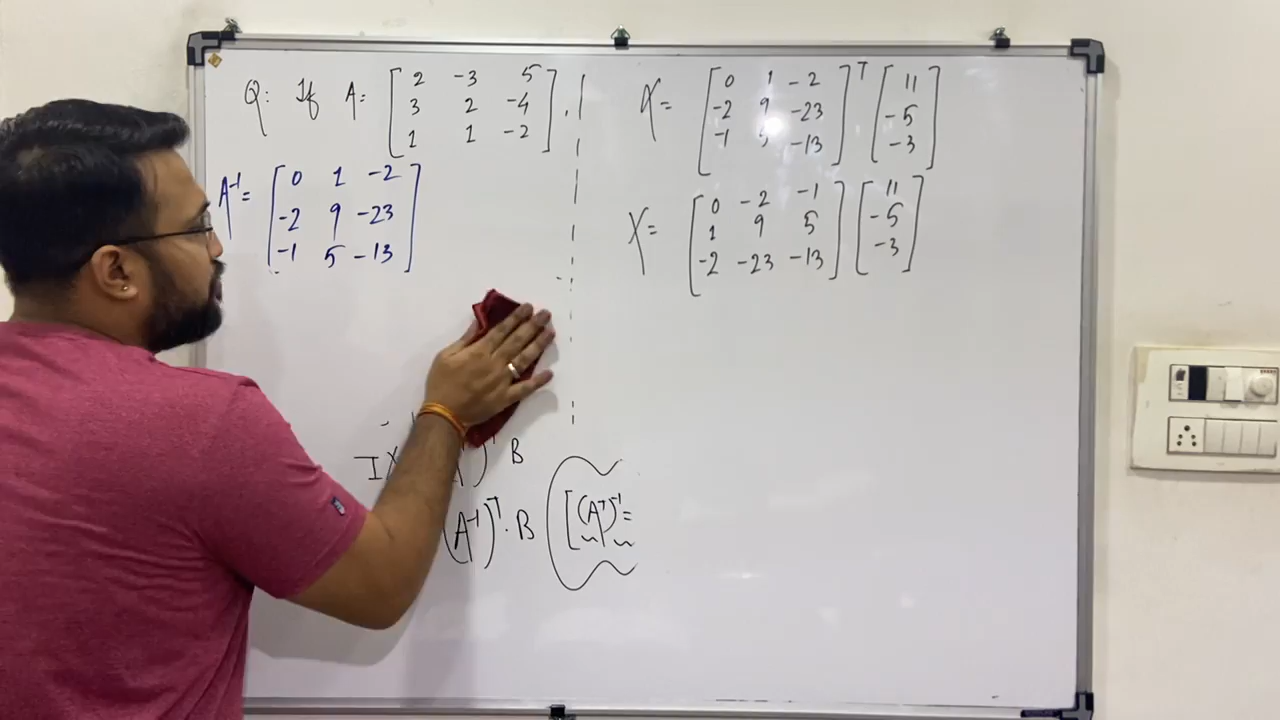 Q: If A = [ 2 -3 5
3 2 -4
1 1 -2 ],
A⁻¹ = [ 0 1 -2
-2 9 -23
-1 5 -13 ]
I X
)⁻¹ B
(A⁻¹)ᵀ · B ( [ (Aᵀ)⁻¹ =
X = [ 0 1 -2
-2 9 -23
-1 5 -13 ]ᵀ [ 11
-5
-3 ]
X = [ 0 -2 -1
1 9 5
-2 -23 -13 ] [ 11
-5
-3 ]